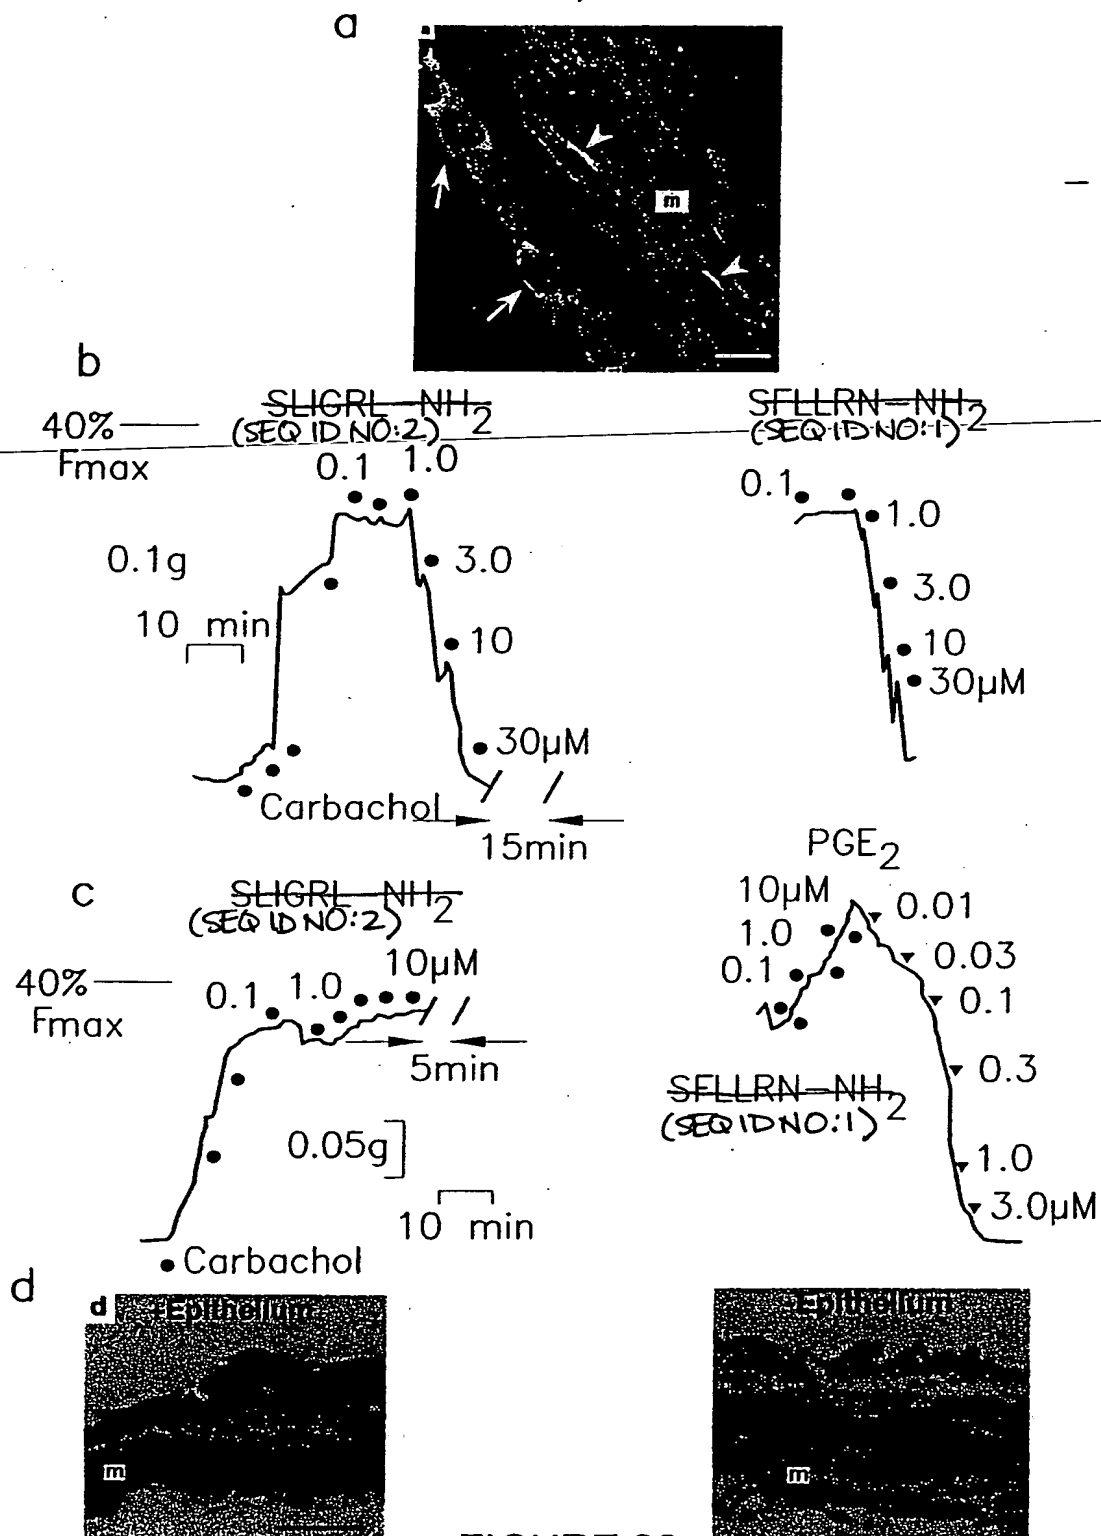 a
a
m
b
SLIGRL-NH2
(SEQ ID NO:2)
SFLLRN-NH2
(SEQ ID NO:1)
40%
Fmax
0.1 1.0
0.1g
10 min
3.0
10
30µM
Carbachol
15min
0.1
1.0
3.0
10
30µM
c
SLIGRL-NH2
(SEQ ID NO:2)
40%
Fmax
0.1 1.0 10µM
5min
0.05g
10 min
Carbachol
PGE2
10µM
1.0
0.1
0.01
0.03
0.1
0.3
1.0
3.0µM
SFLLRN-NH2
(SEQ ID NO:1)
d
d +Epithelium
m
-Epithelium
m